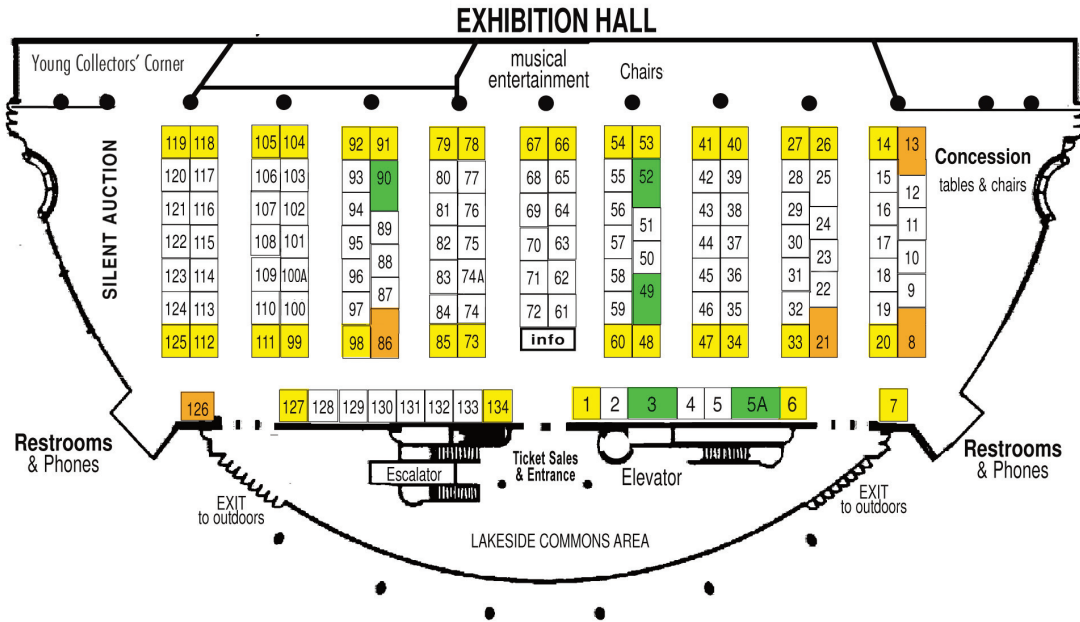 EXHIBITION HALL
Young Collectors' Corner
musical
entertainment
Chairs
119 118 105 104 92 91 79 78 67 66 54 53 41 40 27 26 14 13
120 117 106 103 93 90 80 77 68 65 55 52 42 39 28 25 15 12
121 116 107 102 94 89 81 76 69 64 56 51 43 38 29 24 16 11
122 115 108 101 95 88 82 75 70 63 57 50 44 37 30 23 17 10
123 114 109 100A 96 87 83 74A 71 62 58 49 45 36 31 22 18 9
124 113 110 100 97 86 84 74 72 61 59 48 46 35 32 21 19 8
125 112 111 99 98 85 73 info 60 47 34 33 20
SILENT AUCTION
Concession
tables & chairs
126
127 128 129 130 131 132 133 134
1 2 3 4 5 5A 6
7
Restrooms
& Phones
Escalator
Ticket Sales
& Entrance
Elevator
Restrooms
& Phones
EXIT
to outdoors
EXIT
to outdoors
LAKESIDE COMMONS AREA